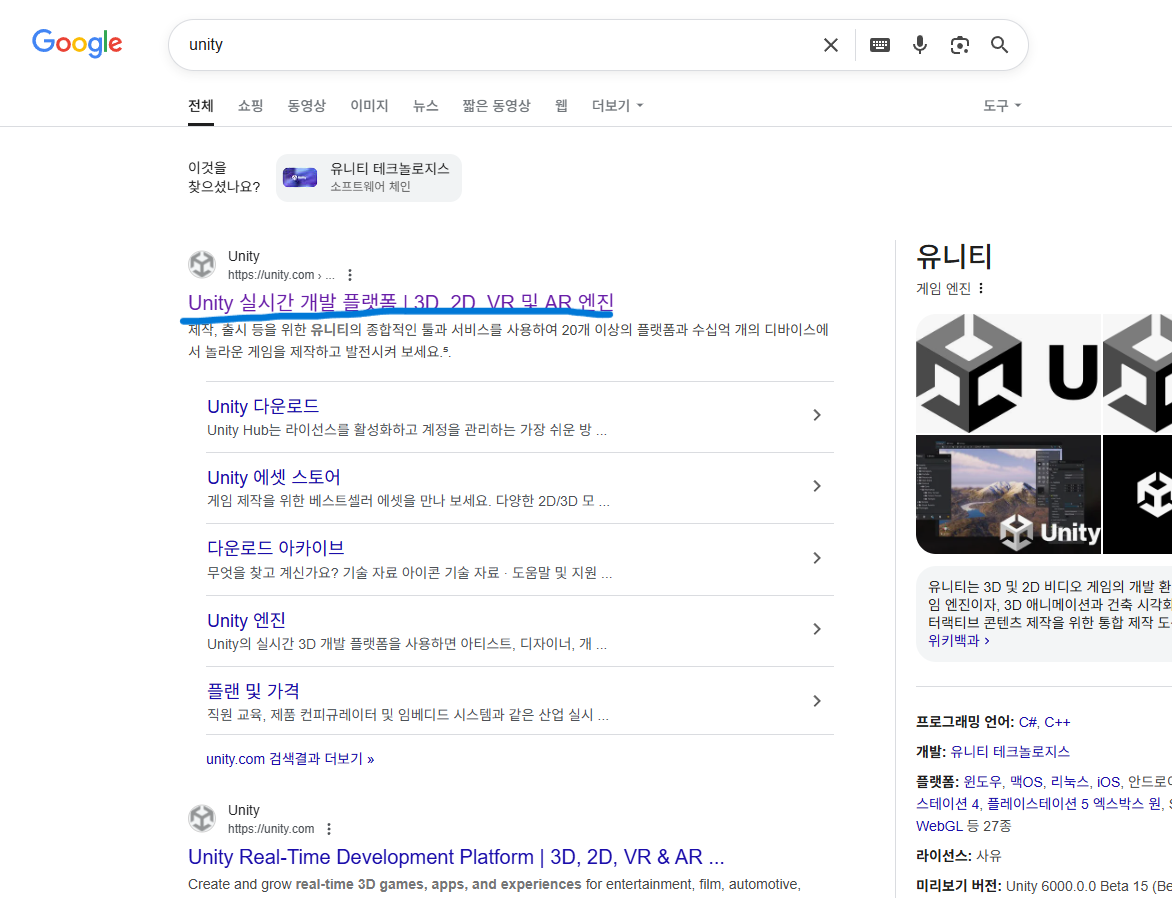 Google
unity
전체 쇼핑 동영상 이미지 뉴스 짧은 동영상 웹 더보기 도구
이것을
찾으셨나요?
유니티 테크놀로지스
소프트웨어 체인
Unity
https://unity.com › ...
Unity 실시간 개발 플랫폼 | 3D, 2D, VR 및 AR 엔진
제작, 출시 등을 위한 유니티의 종합적인 툴과 서비스를 사용하여 20개 이상의 플랫폼과 수십억 개의 디바이스에
서 놀라운 게임을 제작하고 발전시켜 보세요.⁵.
Unity 다운로드
Unity Hub는 라이선스를 활성화하고 계정을 관리하는 가장 쉬운 방 ...
Unity 에셋 스토어
게임 제작을 위한 베스트셀러 에셋을 만나 보세요. 다양한 2D/3D 모 ...
다운로드 아카이브
무엇을 찾고 계신가요? 기술 자료 아이콘 기술 자료 · 도움말 및 지원 ...
Unity 엔진
Unity의 실시간 3D 개발 플랫폼을 사용하면 아티스트, 디자이너, 개 ...
플랜 및 가격
직원 교육, 제품 컨피규레이터 및 임베디드 시스템과 같은 산업 실시 ...
unity.com 검색결과 더보기 »
Unity
https://unity.com
Unity Real-Time Development Platform | 3D, 2D, VR & AR ...
Create and grow real-time 3D games, apps, and experiences for entertainment, film, automotive,
유니티
게임 엔진
U
Unity
유니티는 3D 및 2D 비디오 게임의 개발 환
임 엔진이자, 3D 애니메이션과 건축 시각화
터랙티브 콘텐츠 제작을 위한 통합 제작 도
위키백과 ›
프로그래밍 언어: C#, C++
개발: 유니티 테크놀로지스
플랫폼: 윈도우, 맥OS, 리눅스, iOS, 안드로이
스테이션 4, 플레이스테이션 5 엑스박스 원, S
WebGL 등 27종
라이선스: 사유
미리보기 버전: Unity 6000.0.0 Beta 15 (Be